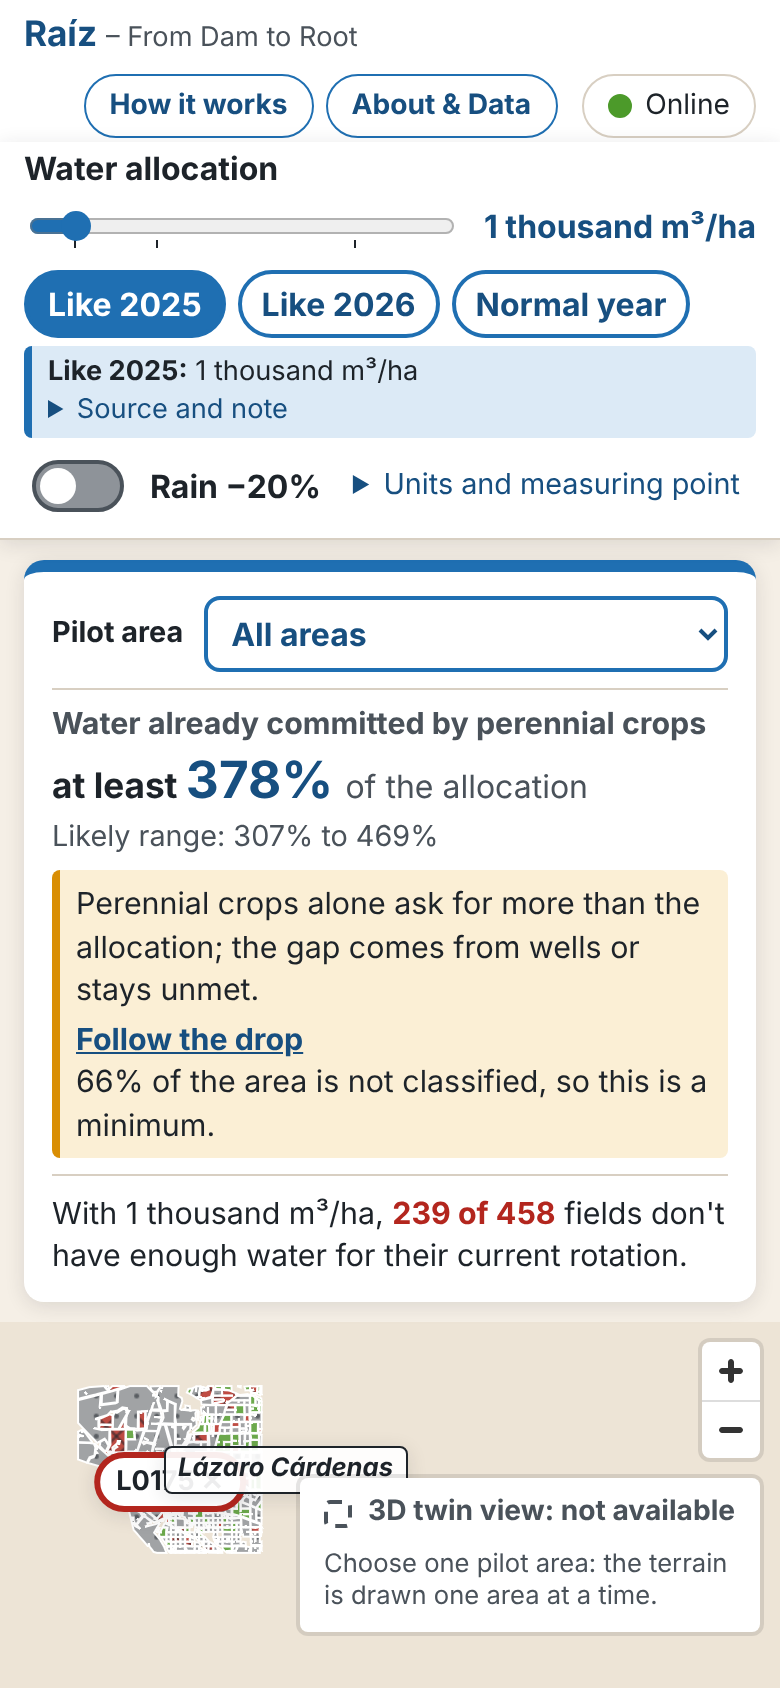 Raíz – From Dam to Root
How it works
About & Data
Online
Water allocation
1 thousand m³/ha
Like 2025
Like 2026
Normal year
Like 2025: 1 thousand m³/ha
▶ Source and note
Rain −20%
▶ Units and measuring point
Pilot area
All areas
Water already committed by perennial crops
at least 378% of the allocation
Likely range: 307% to 469%
Perennial crops alone ask for more than the
allocation; the gap comes from wells or
stays unmet.
Follow the drop
66% of the area is not classified, so this is a
minimum.
With 1 thousand m³/ha, 239 of 458 fields don't
have enough water for their current rotation.
+
−
Lázaro Cárdenas
3D twin view: not available
Choose one pilot area: the terrain
is drawn one area at a time.